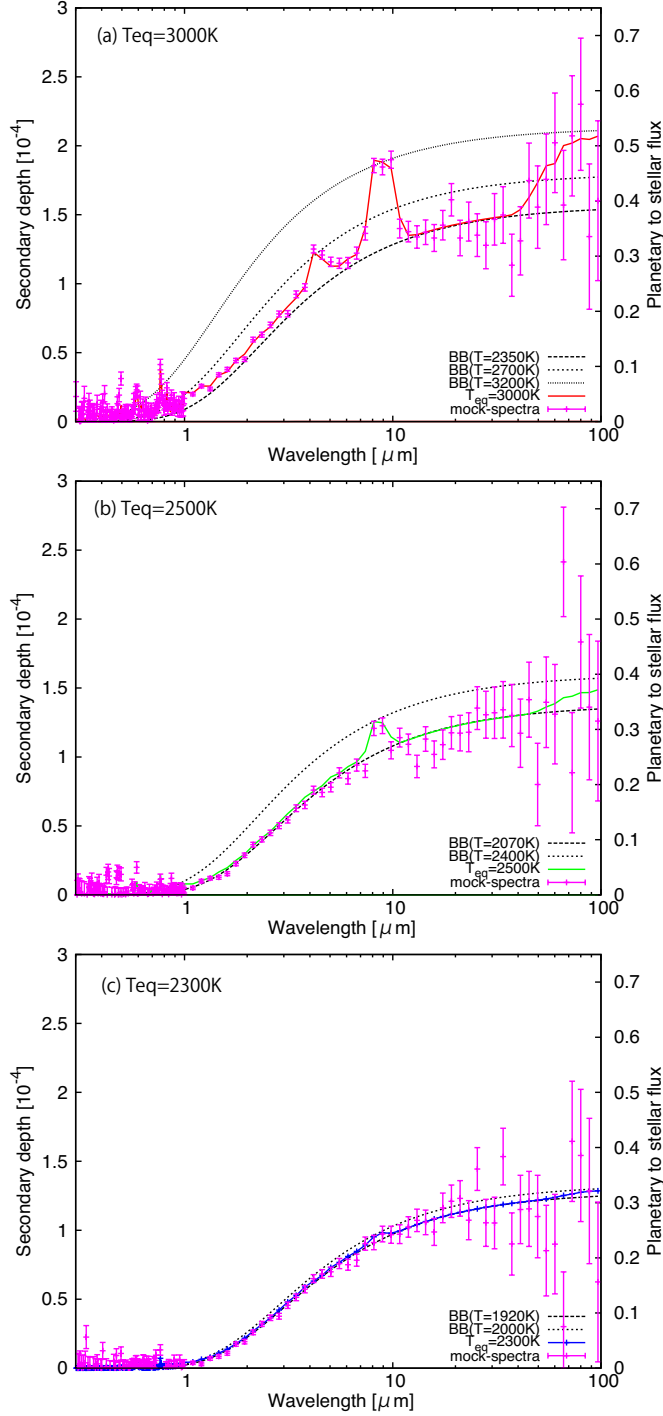 (a) Teq=3000K
3
2.5
2
1.5
1
0.5
0
Secondary depth [10-4]
0.7
0.6
0.5
0.4
0.3
0.2
0.1
0
Planetary to stellar flux
BB(T=2350K)
BB(T=2700K)
BB(T=3200K)
Teq=3000K
mock-spectra
1
10
100
Wavelength [ μ m]
(b) Teq=2500K
3
2.5
2
1.5
1
0.5
0
Secondary depth [10-4]
0.7
0.6
0.5
0.4
0.3
0.2
0.1
0
Planetary to stellar flux
BB(T=2070K)
BB(T=2400K)
Teq=2500K
mock-spectra
1
10
100
Wavelength [ μ m]
(c) Teq=2300K
3
2.5
2
1.5
1
0.5
0
Secondary depth [10-4]
0.7
0.6
0.5
0.4
0.3
0.2
0.1
0
Planetary to stellar flux
BB(T=1920K)
BB(T=2000K)
Teq=2300K
mock-spectra
1
10
100
Wavelength [ μ m]